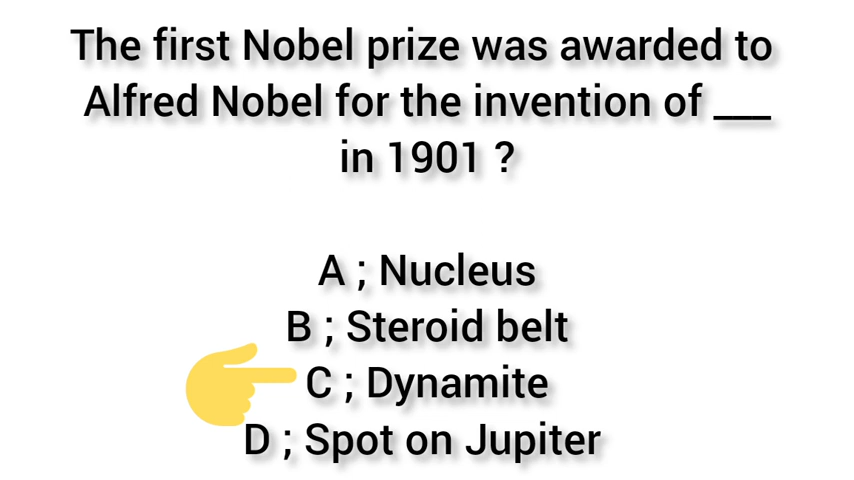 The first Nobel prize was awarded to
Alfred Nobel for the invention of ___
in 1901 ?
A ; Nucleus
B ; Steroid belt
C ; Dynamite
D ; Spot on Jupiter